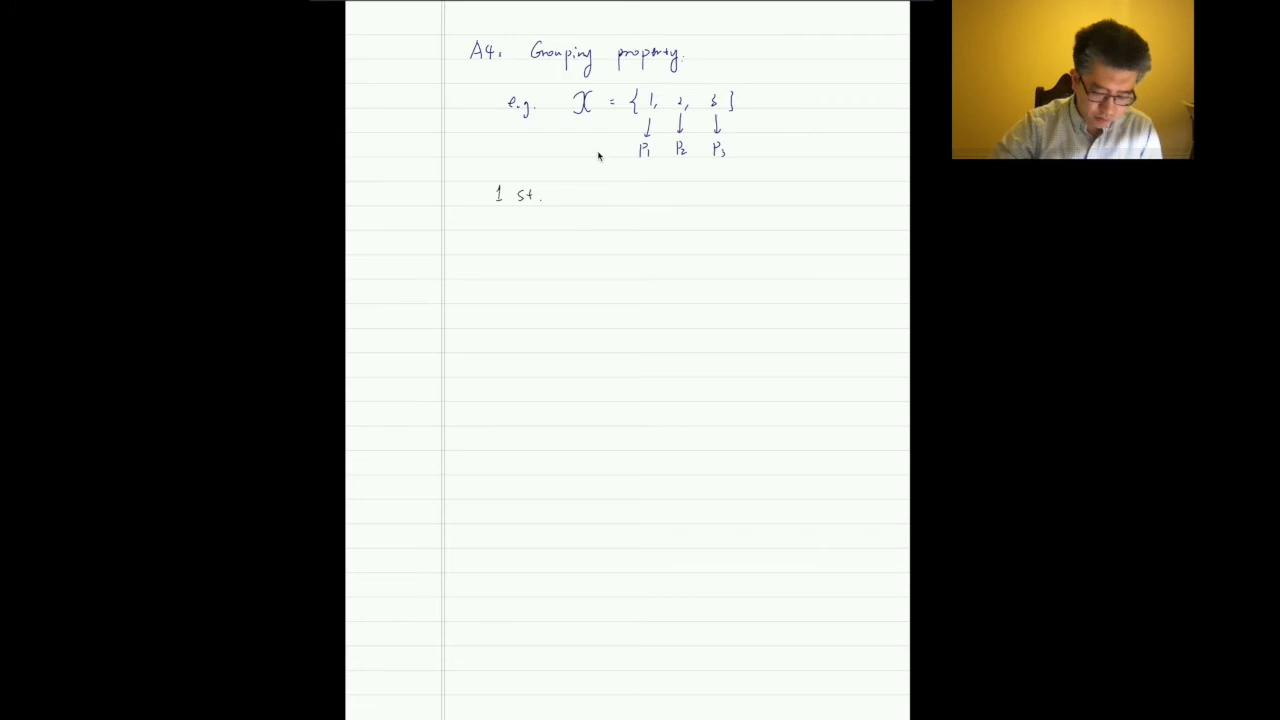 A4. Grouping property.
e.g. X = { 1, 2, 3 }
↓ ↓ ↓
P1 P2 P3
1 st.